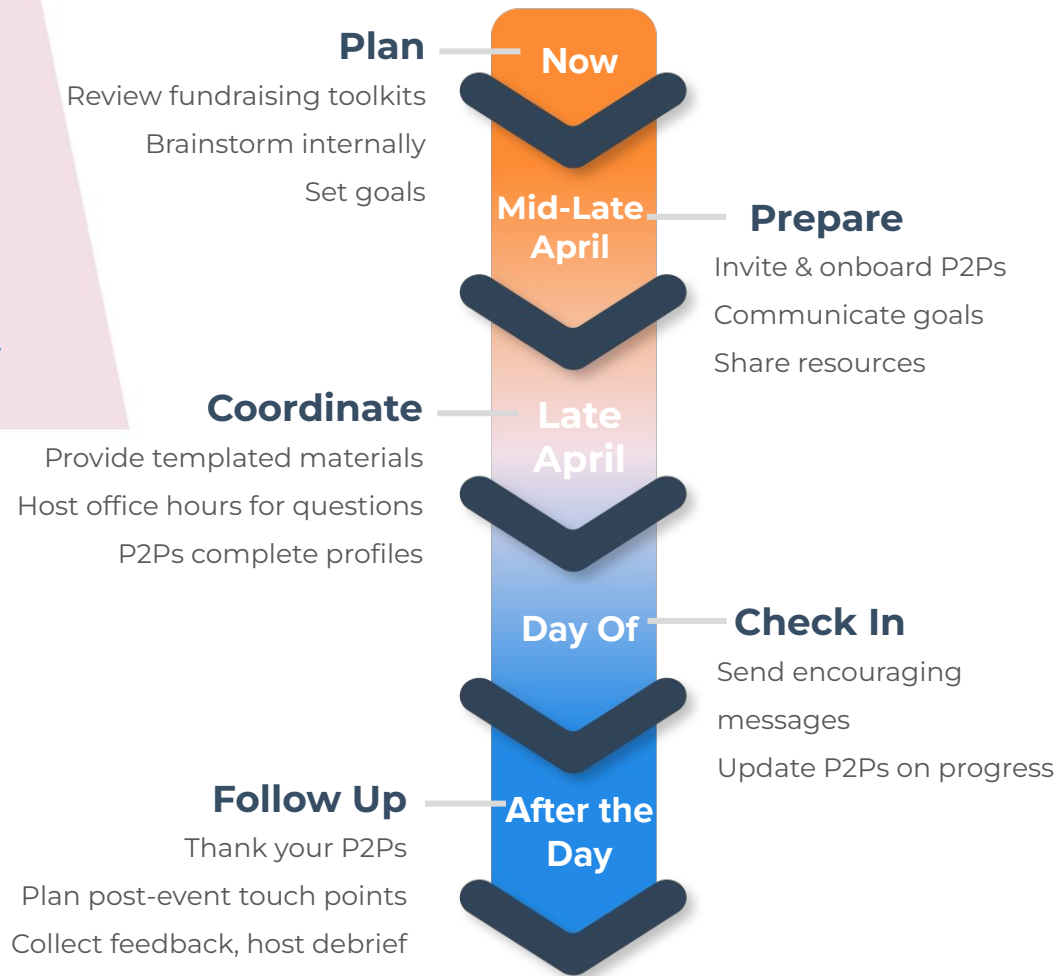 Plan
Now
Review fundraising toolkits
Brainstorm internally
Set goals
Mid-Late
April
Prepare
Invite & onboard P2Ps
Communicate goals
Share resources
Coordinate
Late
April
Provide templated materials
Host office hours for questions
P2Ps complete profiles
Day Of
Check In
Send encouraging
messages
Update P2Ps on progress
Follow Up
After the
Day
Thank your P2Ps
Plan post-event touch points
Collect feedback, host debrief